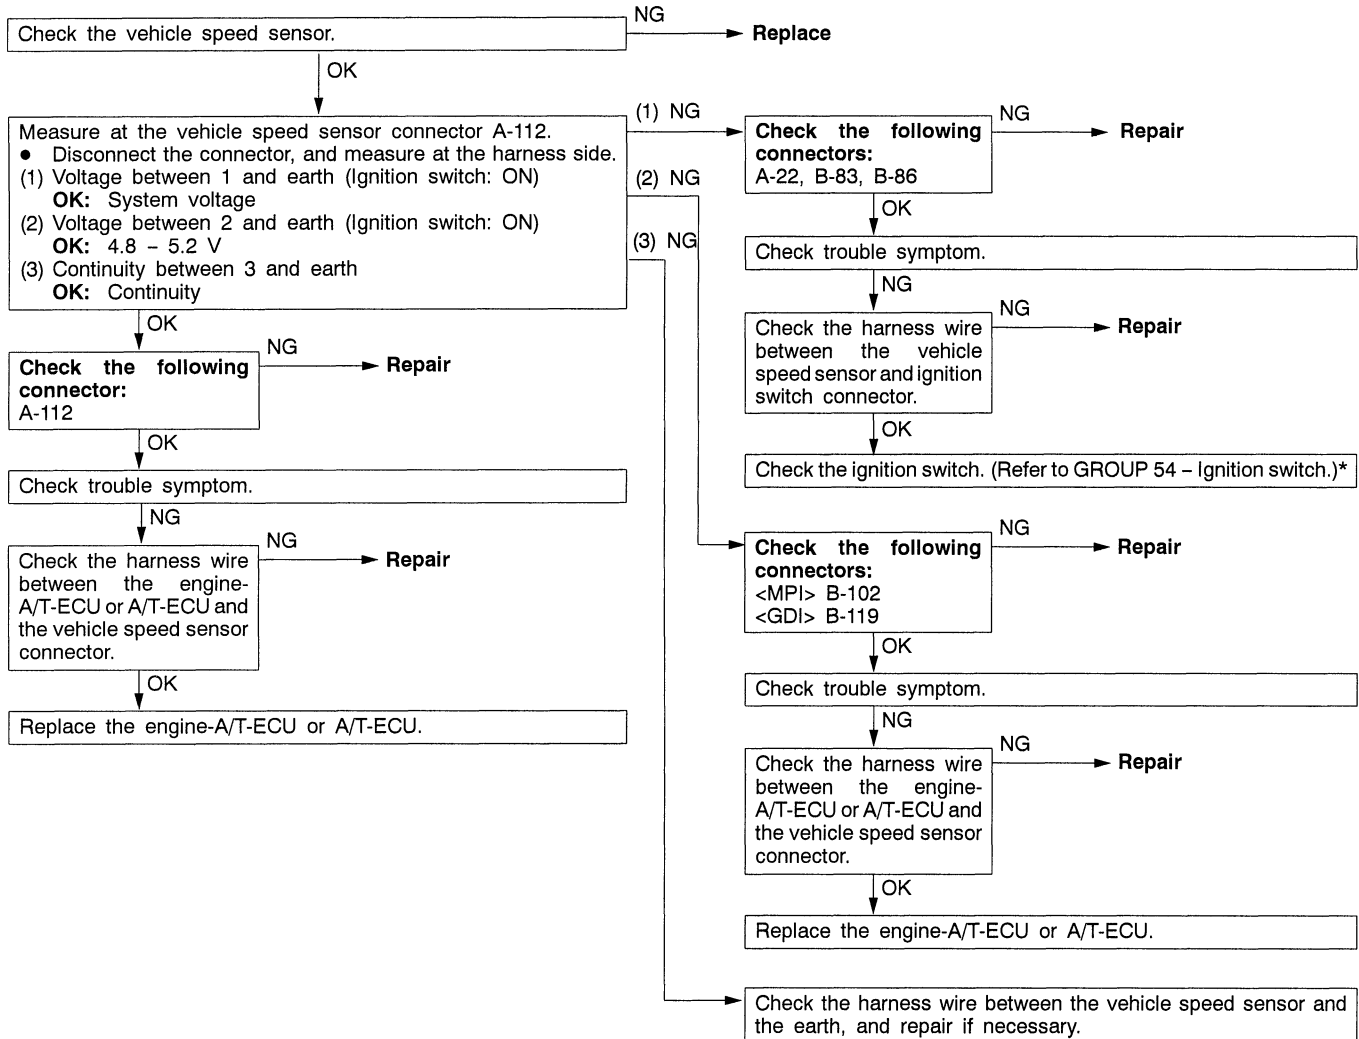 Check the vehicle speed sensor.
NG
Replace
OK
Measure at the vehicle speed sensor connector A-112.
● Disconnect the connector, and measure at the harness side.
(1) Voltage between 1 and earth (Ignition switch: ON)
OK: System voltage
(2) Voltage between 2 and earth (Ignition switch: ON)
OK: 4.8 – 5.2 V
(3) Continuity between 3 and earth
OK: Continuity
OK
Check the following
connector:
A-112
NG
Repair
OK
Check trouble symptom.
NG
Check the harness wire
between the engine-
A/T-ECU or A/T-ECU and
the vehicle speed sensor
connector.
NG
Repair
OK
Replace the engine-A/T-ECU or A/T-ECU.
(1) NG
Check the following
connectors:
A-22, B-83, B-86
NG
Repair
OK
Check trouble symptom.
NG
Check the harness wire
between the vehicle
speed sensor and ignition
switch connector.
NG
Repair
OK
Check the ignition switch. (Refer to GROUP 54 – Ignition switch.)*
(2) NG
Check the following
connectors:
<MPI> B-102
<GDI> B-119
NG
Repair
OK
Check trouble symptom.
NG
Check the harness wire
between the engine-
A/T-ECU or A/T-ECU and
the vehicle speed sensor
connector.
NG
Repair
OK
Replace the engine-A/T-ECU or A/T-ECU.
(3) NG
Check the harness wire between the vehicle speed sensor and
the earth, and repair if necessary.